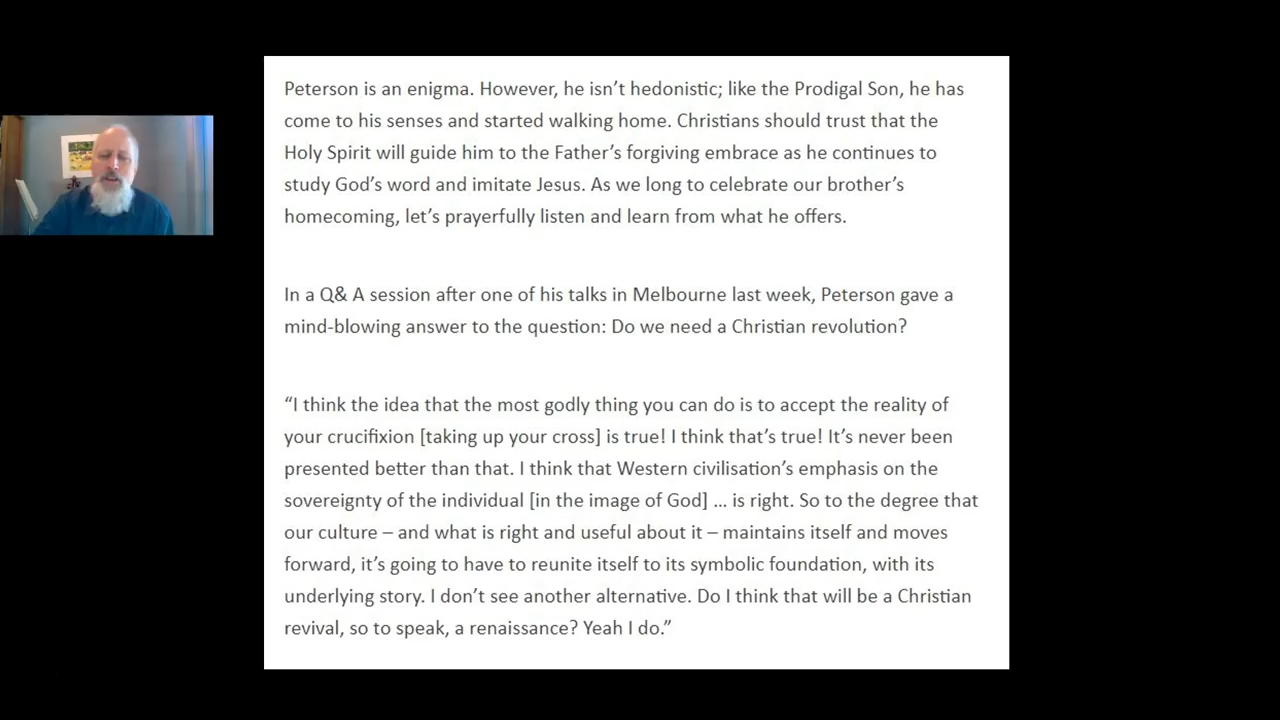 Peterson is an enigma. However, he isn’t hedonistic; like the Prodigal Son, he has
come to his senses and started walking home. Christians should trust that the
Holy Spirit will guide him to the Father’s forgiving embrace as he continues to
study God’s word and imitate Jesus. As we long to celebrate our brother’s
homecoming, let’s prayerfully listen and learn from what he offers.
In a Q& A session after one of his talks in Melbourne last week, Peterson gave a
mind-blowing answer to the question: Do we need a Christian revolution?
“I think the idea that the most godly thing you can do is to accept the reality of
your crucifixion [taking up your cross] is true! I think that’s true! It’s never been
presented better than that. I think that Western civilisation’s emphasis on the
sovereignty of the individual [in the image of God] … is right. So to the degree that
our culture – and what is right and useful about it – maintains itself and moves
forward, it’s going to have to reunite itself to its symbolic foundation, with its
underlying story. I don’t see another alternative. Do I think that will be a Christian
revival, so to speak, a renaissance? Yeah I do.”